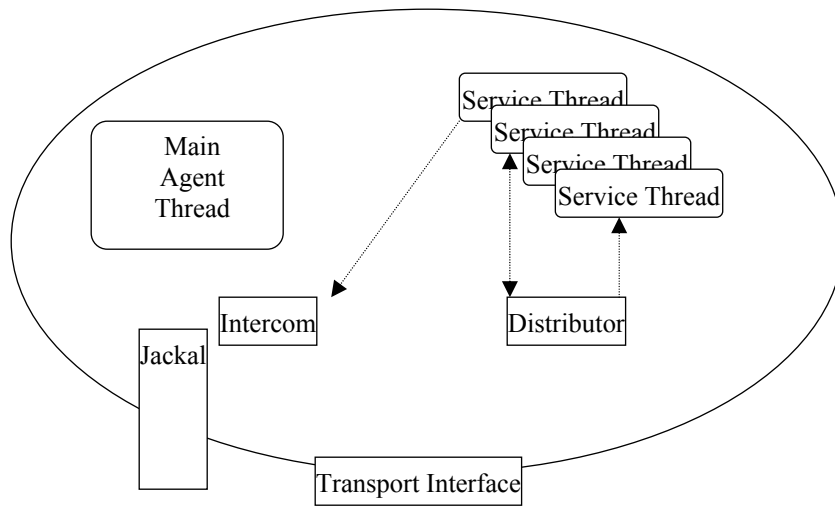 Service Thread
Service Thread
Service Thread
Service Thread
Main
Agent
Thread
Intercom
Distributor
Jackal
Transport Interface